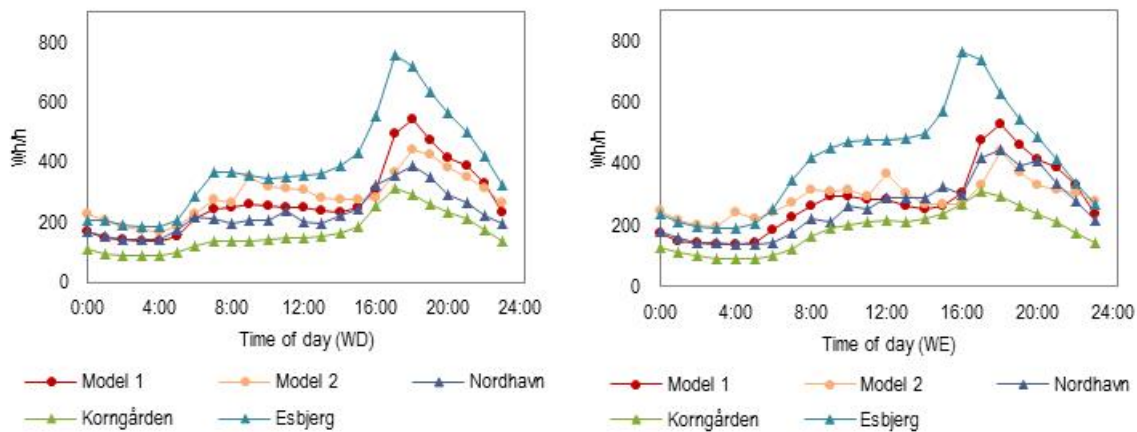 Wh/h
800
600
400
200
0
0:00 4:00 8:00 12:00 16:00 20:00 24:00
Time of day (WD)
Model 1 Model 2 Nordhavn
Korngården Esbjerg
Wh/h
800
600
400
200
0
0:00 4:00 8:00 12:00 16:00 20:00 24:00
Time of day (WE)
Model 1 Model 2 Nordhavn
Korngården Esbjerg